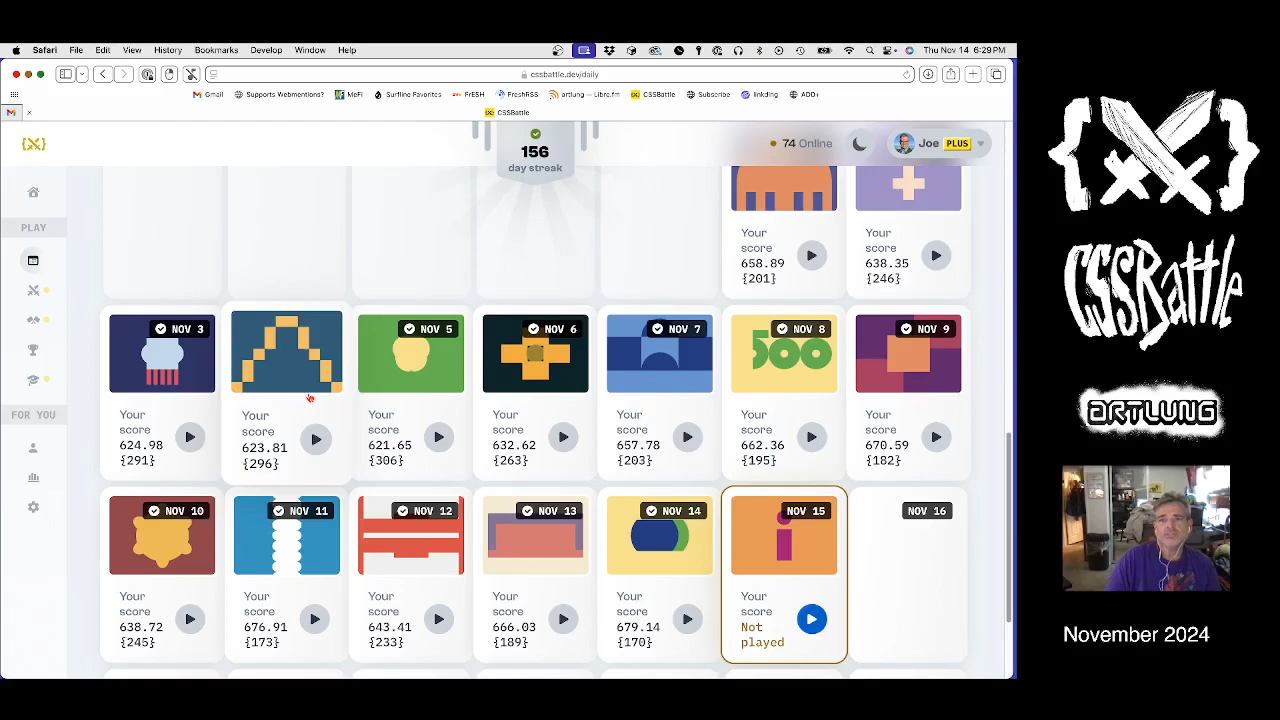 Safari File Edit View History Bookmarks Develop Window Help Thu Nov 14 6:29 PM
cssbattle.dev/daily
Gmail Supports Webmentions? MeFi Surfline Favorites FrESH FreshRSS artlung — Libre.fm CSSBattle Subscribe linkding ADD+
CSSBattle
156
day streak
74 Online
Joe PLUS
PLAY
FOR YOU
Your score 658.89 {201}
Your score 638.35 {246}
NOV 3
Your score 624.98 {291}
Your score 623.81 {296}
NOV 5
Your score 621.65 {306}
NOV 6
Your score 632.62 {263}
NOV 7
Your score 657.78 {203}
500
NOV 8
Your score 662.36 {195}
NOV 9
Your score 670.59 {182}
NOV 10
Your score 638.72 {245}
NOV 11
Your score 676.91 {173}
NOV 12
Your score 643.41 {233}
NOV 13
Your score 666.03 {189}
NOV 14
Your score 679.14 {170}
i
NOV 15
Your score Not played
NOV 16
CSSBattle
ARTLUNG
November 2024